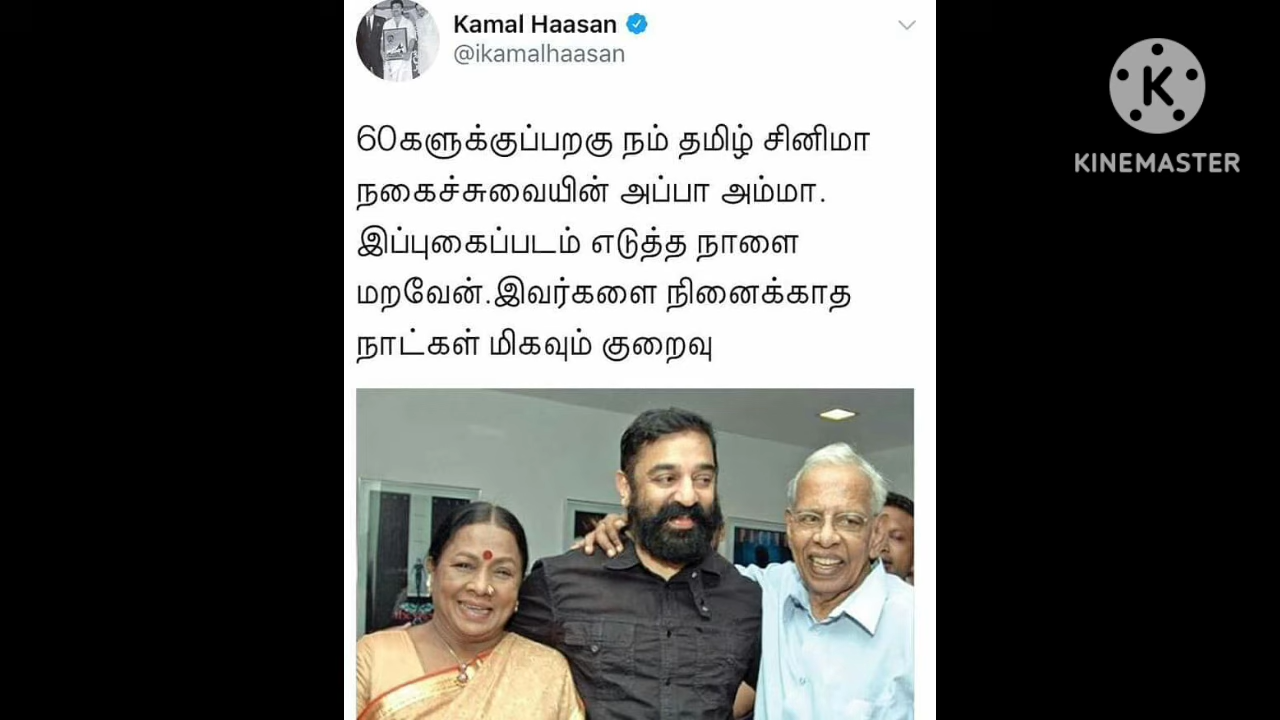 Kamal Haasan
@ikamalhaasan
60களுக்குப்பறகு நம் தமிழ் சினிமா
நகைச்சுவையின் அப்பா அம்மா.
இப்புகைப்படம் எடுத்த நாளை
மறவேன்.இவர்களை நினைக்காத
நாட்கள் மிகவும் குறைவு
K
KINEMASTER